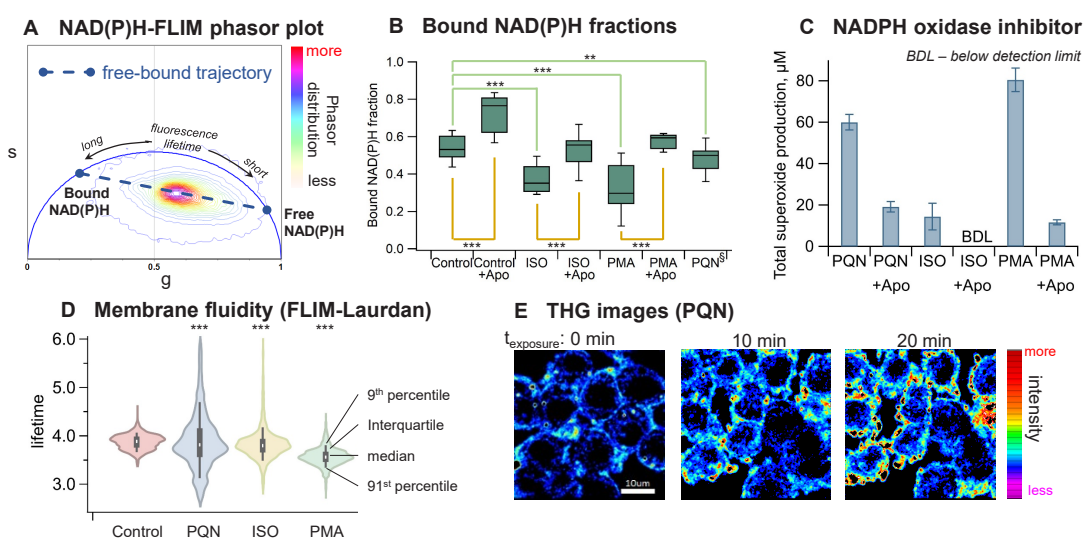 A NAD(P)H-FLIM phasor plot
more
free-bound trajectory
Phasor
distribution
less
fluorescence
lifetime
long
short
s
Bound
NAD(P)H
Free
NAD(P)H
0
0.5
1
g
B Bound NAD(P)H fractions
Bound NAD(P)H fraction
1.0
0.8
0.6
0.4
0.2
0.0
**
***
***
*** *** ***
Control Control ISO ISO PMA PMA PQN§
+Apo +Apo +Apo
C NADPH oxidase inhibitor
BDL – below detection limit
Total superoxide production, µM
80
60
40
20
0
BDL
PQN PQN ISO ISO PMA PMA
+Apo +Apo +Apo
D Membrane fluidity (FLIM-Laurdan)
*** *** ***
lifetime
6.0
5.0
4.0
3.0
9th percentile
Interquartile
median
91st percentile
Control PQN ISO PMA
E THG images (PQN)
texposure: 0 min
10 min
20 min
10um
more
intensity
less